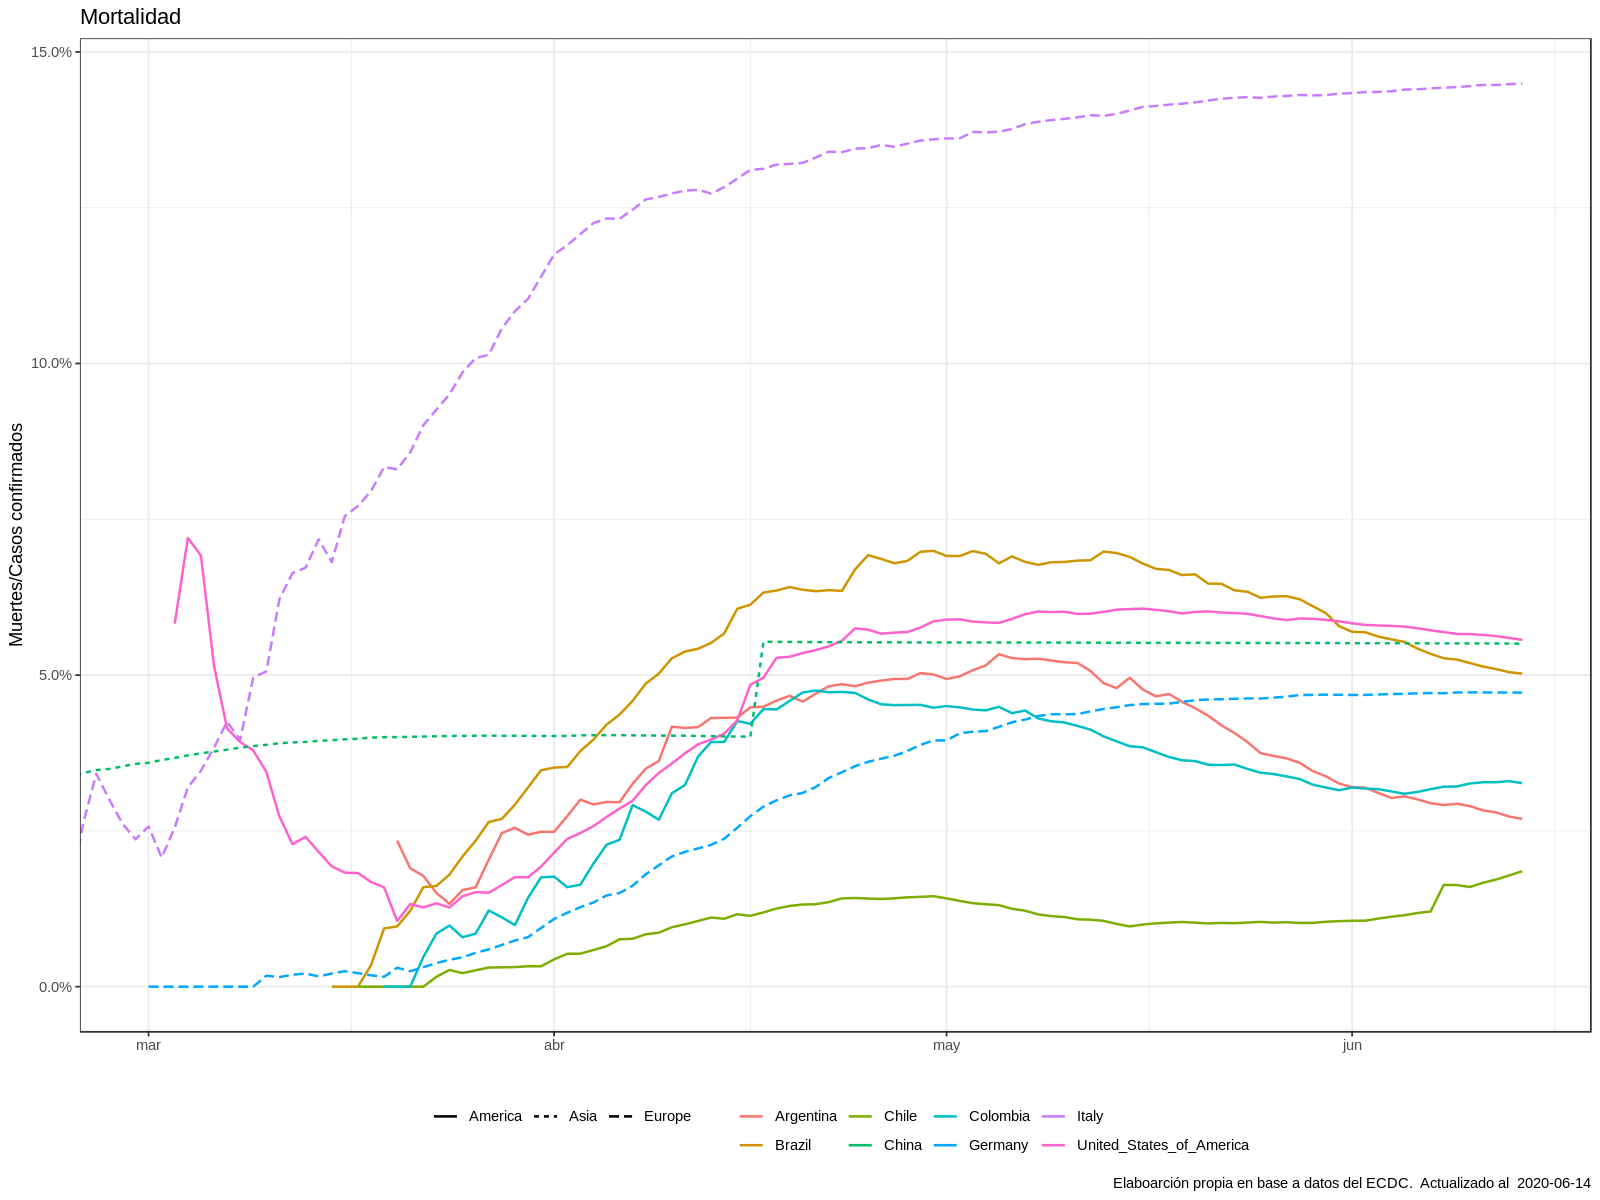 Mortalidad
Muertes/Casos confirmados
15.0%
10.0%
5.0%
0.0%
mar abr may jun
America Asia Europe Argentina Chile Colombia Italy
Brazil China Germany United_States_of_America
Elaboarción propia en base a datos del ECDC. Actualizado al 2020-06-14